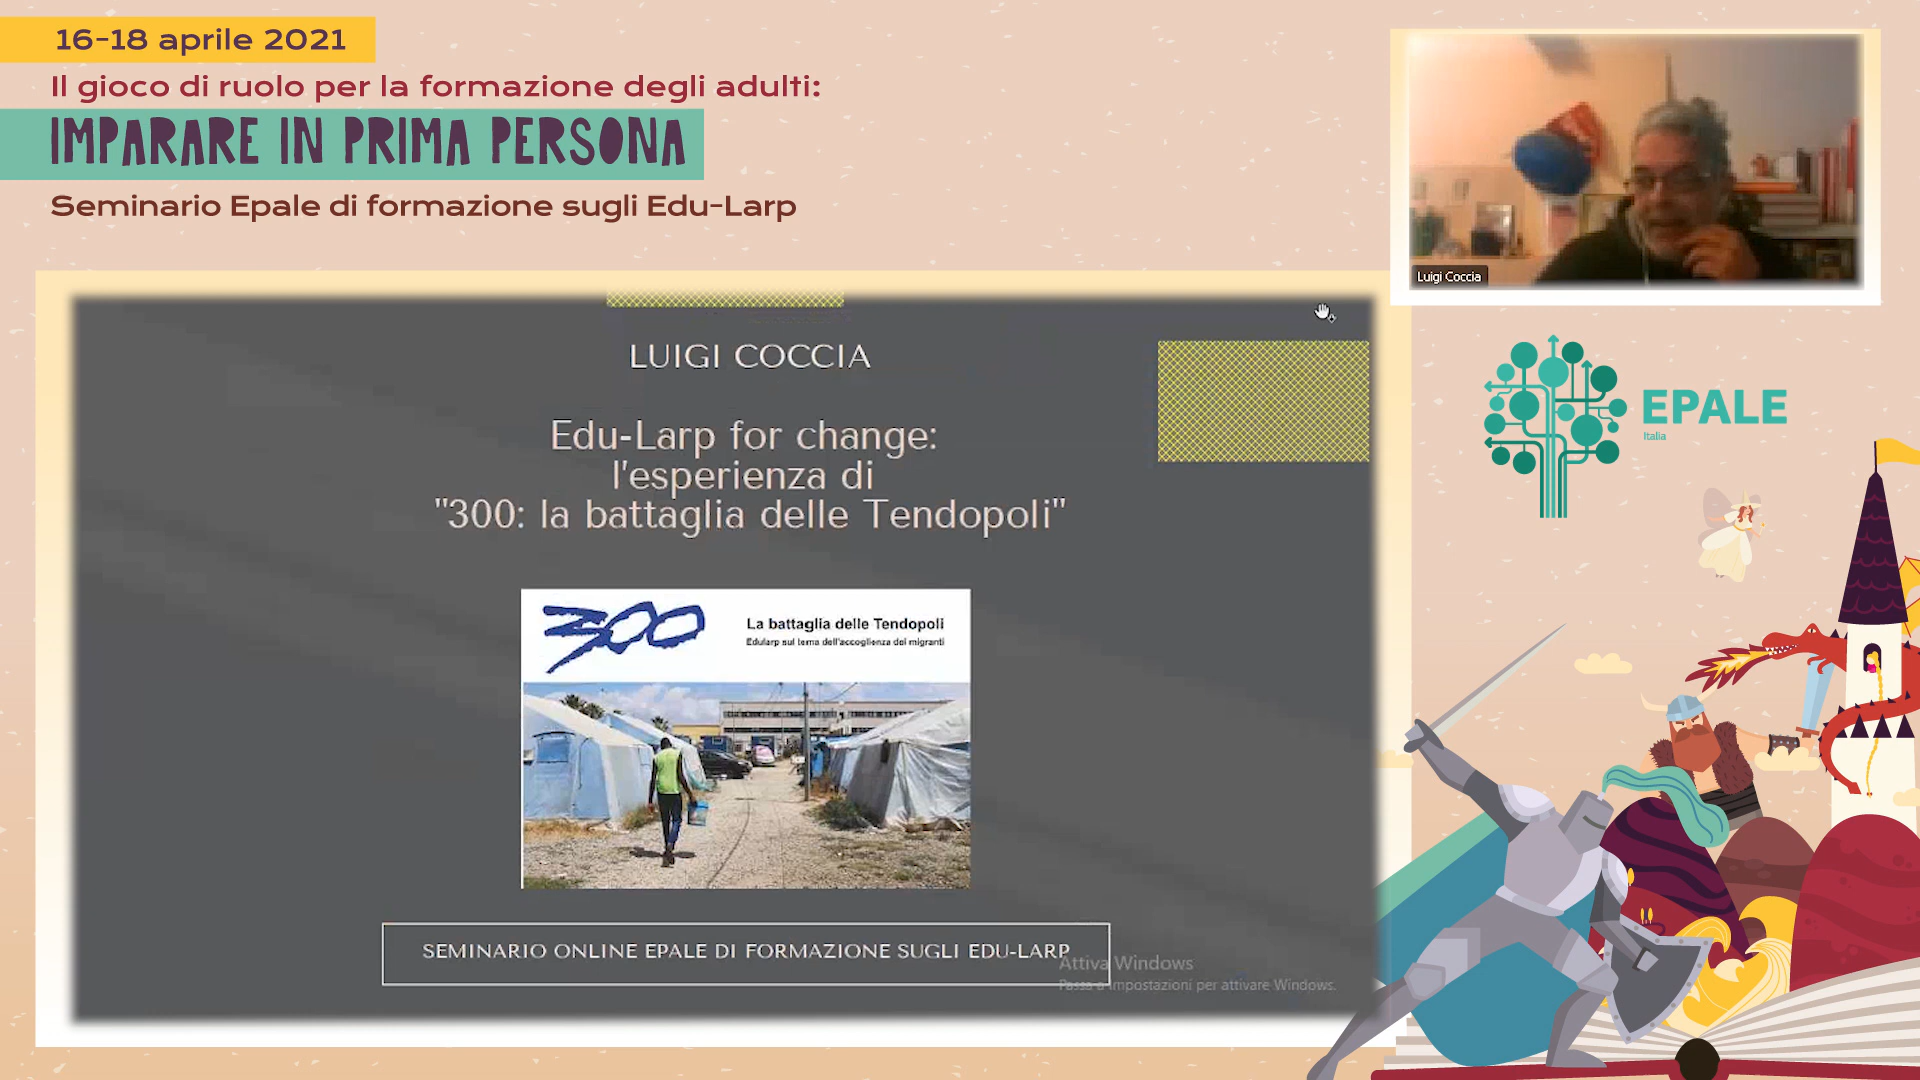 16-18 aprile 2021
Il gioco di ruolo per la formazione degli adulti:
IMPARARE IN PRIMA PERSONA
Seminario Epale di formazione sugli Edu-Larp
Luigi Coccia
EPALE
Italia
LUIGI COCCIA
Edu-Larp for change:
l'esperienza di
"300: la battaglia delle Tendopoli"
300
La battaglia delle Tendopoli
Edularp sul tema dell'accoglienza dei migranti
SEMINARIO ONLINE EPALE DI FORMAZIONE SUGLI EDU-LARP
Attiva Windows
Passa a Impostazioni per attivare Windows.